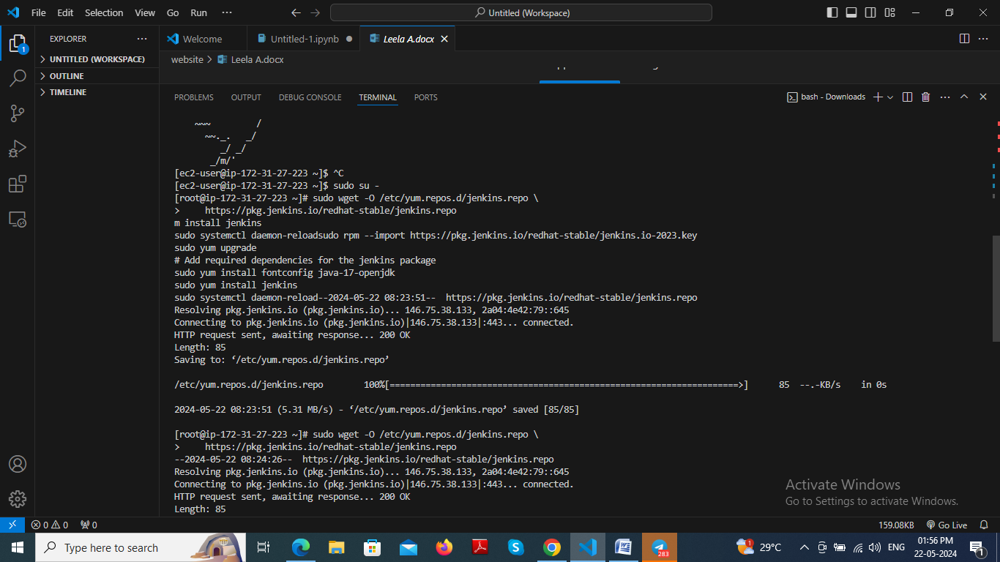 File Edit Selection View Go Run ··· Untitled (Workspace)
EXPLORER ···
Welcome Untitled-1.ipynb Leela A.docx
UNTITLED (WORKSPACE)
OUTLINE
TIMELINE
website > Leela A.docx
PROBLEMS OUTPUT DEBUG CONSOLE TERMINAL PORTS bash - Downloads
~~~ /
~~._. _/
_/ _/
_/m/'
[ec2-user@ip-172-31-27-223 ~]$ ^C
[ec2-user@ip-172-31-27-223 ~]$ sudo su -
[root@ip-172-31-27-223 ~]# sudo wget -O /etc/yum.repos.d/jenkins.repo \
> https://pkg.jenkins.io/redhat-stable/jenkins.repo
m install jenkins
sudo systemctl daemon-reloadsudo rpm --import https://pkg.jenkins.io/redhat-stable/jenkins.io-2023.key
sudo yum upgrade
# Add required dependencies for the jenkins package
sudo yum install fontconfig java-17-openjdk
sudo yum install jenkins
sudo systemctl daemon-reload--2024-05-22 08:23:51-- https://pkg.jenkins.io/redhat-stable/jenkins.repo
Resolving pkg.jenkins.io (pkg.jenkins.io)... 146.75.38.133, 2a04:4e42:79::645
Connecting to pkg.jenkins.io (pkg.jenkins.io)|146.75.38.133|:443... connected.
HTTP request sent, awaiting response... 200 OK
Length: 85
Saving to: ‘/etc/yum.repos.d/jenkins.repo’
/etc/yum.repos.d/jenkins.repo 100%[====================================================================>] 85 --.-KB/s in 0s
2024-05-22 08:23:51 (5.31 MB/s) - ‘/etc/yum.repos.d/jenkins.repo’ saved [85/85]
[root@ip-172-31-27-223 ~]# sudo wget -O /etc/yum.repos.d/jenkins.repo \
> https://pkg.jenkins.io/redhat-stable/jenkins.repo
--2024-05-22 08:24:26-- https://pkg.jenkins.io/redhat-stable/jenkins.repo
Resolving pkg.jenkins.io (pkg.jenkins.io)... 146.75.38.133, 2a04:4e42:79::645
Connecting to pkg.jenkins.io (pkg.jenkins.io)|146.75.38.133|:443... connected.
HTTP request sent, awaiting response... 200 OK
Length: 85
Activate Windows
Go to Settings to activate Windows.
0 0 0 159.08KB Go Live
Type here to search 283 1 29°C ENG 01:56 PM
22-05-2024 1